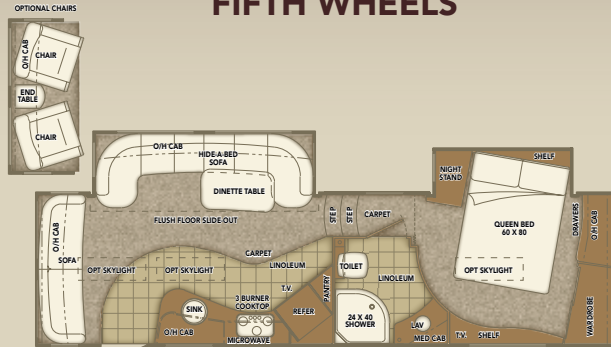 OPTIONAL CHAIRS
FIFTH WHEELS
O/H CAB
CHAIR
END
TABLE
CHAIR
O/H CAB
HIDE-A-BED
SOFA
DINETTE TABLE
FLUSH FLOOR SLIDE-OUT
O/H CAB
SOFA
OPT SKYLIGHT
OPT SKYLIGHT
CARPET
LINOLEUM
T.V.
3 BURNER
COOKTOP
SINK
O/H CAB
MICROWAVE
REFER
PANTRY
STEP
STEP
CARPET
TOILET
LINOLEUM
24 X 40
SHOWER
LAV
MED CAB
T.V.
SHELF
NIGHT
STAND
SHELF
QUEEN BED
60 X 80
OPT SKYLIGHT
DRAWERS
O/H CAB
WARDROBE